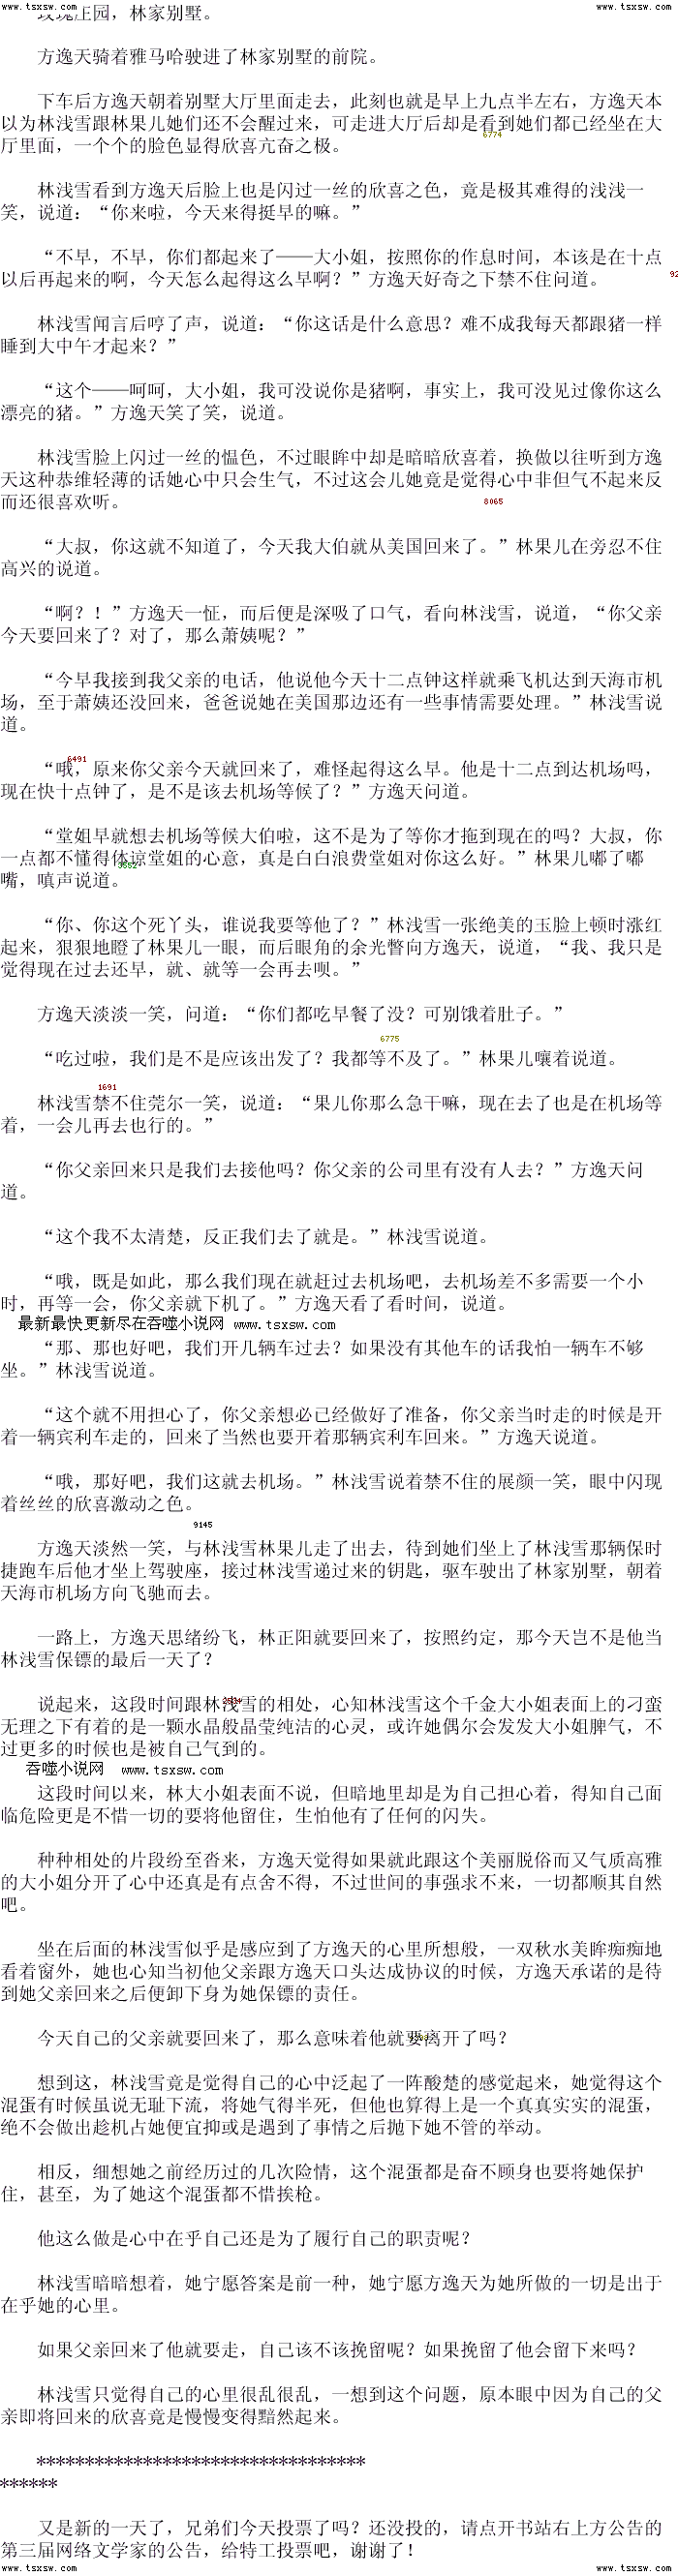 www.tsxsw.com www.tsxsw.com
玫瑰庄园，林家别墅。
方逸天骑着雅马哈驶进了林家别墅的前院。
下车后方逸天朝着别墅大厅里面走去，此刻也就是早上九点半左右，方逸天本
以为林浅雪跟林果儿她们还不会醒过来，可走进大厅后却是看到她们都已经坐在大
6774
厅里面，一个个的脸色显得欣喜亢奋之极。
林浅雪看到方逸天后脸上也是闪过一丝的欣喜之色，竟是极其难得的浅浅一
笑，说道：“你来啦，今天来得挺早的嘛。”
“不早，不早，你们都起来了——大小姐，按照你的作息时间，本该是在十点
以后再起来的啊，今天怎么起得这么早啊？”方逸天好奇之下禁不住问道。
92
林浅雪闻言后哼了声，说道：“你这话是什么意思？难不成我每天都跟猪一样
睡到大中午才起来？”
“这个——呵呵，大小姐，我可没说你是猪啊，事实上，我可没见过像你这么
漂亮的猪。”方逸天笑了笑，说道。
林浅雪脸上闪过一丝的愠色，不过眼眸中却是暗暗欣喜着，换做以往听到方逸
天这种恭维轻薄的话她心中只会生气，不过这会儿她竟是觉得心中非但气不起来反
而还很喜欢听。
8065
“大叔，你这就不知道了，今天我大伯就从美国回来了。”林果儿在旁忍不住
高兴的说道。
“啊？！”方逸天一怔，而后便是深吸了口气，看向林浅雪，说道，“你父亲
今天要回来了？对了，那么萧姨呢？”
“今早我接到我父亲的电话，他说他今天十二点钟这样就乘飞机达到天海市机
场，至于萧姨还没回来，爸爸说她在美国那边还有一些事情需要处理。”林浅雪说
道。
6491
“哦，原来你父亲今天就回来了，难怪起得这么早。他是十二点到达机场吗，
现在快十点钟了，是不是该去机场等候了？”方逸天问道。
“堂姐早就想去机场等候大伯啦，这不是为了等你才拖到现在的吗？大叔，你
一点都不懂得体凉堂姐的心意，真是白白浪费堂姐对你这么好。”林果儿嘟了嘟
嘴，嗔声说道。
“你、你这个死丫头，谁说我要等他了？”林浅雪一张绝美的玉脸上顿时涨红
起来，狠狠地瞪了林果儿一眼，而后眼角的余光瞥向方逸天，说道，“我、我只是
觉得现在过去还早，就、就等一会再去呗。”
方逸天淡淡一笑，问道：“你们都吃早餐了没？可别饿着肚子。”
6775
“吃过啦，我们是不是应该出发了？我都等不及了。”林果儿嚷着说道。
1691
林浅雪禁不住莞尔一笑，说道：“果儿你那么急干嘛，现在去了也是在机场等
着，一会儿再去也行的。”
“你父亲回来只是我们去接他吗？你父亲的公司里有没有人去？”方逸天问
道。
“这个我不太清楚，反正我们去了就是。”林浅雪说道。
“哦，既是如此，那么我们现在就赶过去机场吧，去机场差不多需要一个小
时，再等一会，你父亲就下机了。”方逸天看了看时间，说道。
最新最快更新尽在吞噬小说网 www.tsxsw.com
“那、那也好吧，我们开几辆车过去？如果没有其他车的话我怕一辆车不够
坐。”林浅雪说道。
“这个就不用担心了，你父亲想必已经做好了准备，你父亲当时走的时候是开
着一辆宾利车走的，回来了当然也要开着那辆宾利车回来。”方逸天说道。
“哦，那好吧，我们这就去机场。”林浅雪说着禁不住的展颜一笑，眼中闪现
着丝丝的欣喜激动之色。
9145
方逸天淡然一笑，与林浅雪林果儿走了出去，待到她们坐上了林浅雪那辆保时
捷跑车后他才坐上驾驶座，接过林浅雪递过来的钥匙，驱车驶出了林家别墅，朝着
天海市机场方向飞驰而去。
一路上，方逸天思绪纷飞，林正阳就要回来了，按照约定，那今天岂不是他当
林浅雪保镖的最后一天了？
说起来，这段时间跟林浅雪的相处，心知林浅雪这个千金大小姐表面上的刁蛮
无理之下有着的是一颗水晶般晶莹纯洁的心灵，或许她偶尔会发发大小姐脾气，不
过更多的时候也是被自己气到的。
吞噬小说网 www.tsxsw.com
这段时间以来，林大小姐表面不说，但暗地里却是为自己担心着，得知自己面
临危险更是不惜一切的要将他留住，生怕他有了任何的闪失。
种种相处的片段纷至沓来，方逸天觉得如果就此跟这个美丽脱俗而又气质高雅
的大小姐分开了心中还真是有点舍不得，不过世间的事强求不来，一切都顺其自然
吧。
坐在后面的林浅雪似乎是感应到了方逸天的心里所想般，一双秋水美眸痴痴地
看着窗外，她也心知当初他父亲跟方逸天口头达成协议的时候，方逸天承诺的是待
到她父亲回来之后便卸下身为她保镖的责任。
今天自己的父亲就要回来了，那么意味着他就要离开了吗？
想到这，林浅雪竟是觉得自己的心中泛起了一阵酸楚的感觉起来，她觉得这个
混蛋有时候虽说无耻下流，将她气得半死，但他也算得上是一个真真实实的混蛋，
绝不会做出趁机占她便宜抑或是遇到了事情之后抛下她不管的举动。
相反，细想她之前经历过的几次险情，这个混蛋都是奋不顾身也要将她保护
住，甚至，为了她这个混蛋都不惜挨枪。
他这么做是心中在乎自己还是为了履行自己的职责呢？
林浅雪暗暗想着，她宁愿答案是前一种，她宁愿方逸天为她所做的一切是出于
在乎她的心里。
如果父亲回来了他就要走，自己该不该挽留呢？如果挽留了他会留下来吗？
林浅雪只觉得自己的心里很乱很乱，一想到这个问题，原本眼中因为自己的父
亲即将回来的欣喜竟是慢慢变得黯然起来。
**********************************
******
又是新的一天了，兄弟们今天投票了吗？还没投的，请点开书站右上方公告的
第三届网络文学家的公告，给特工投票吧，谢谢了！
www.tsxsw.com www.tsxsw.com